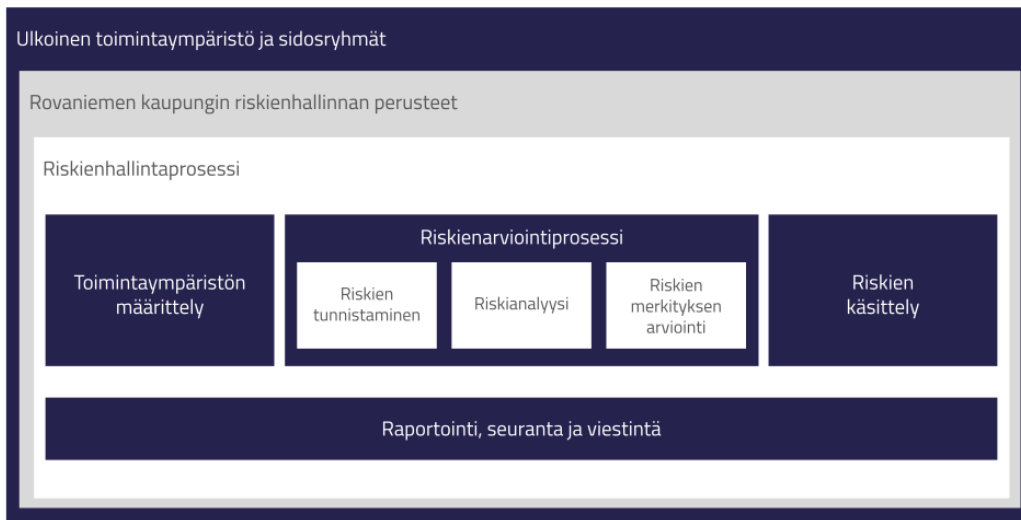 Ulkoinen toimintaympäristö ja sidosryhmät
Rovaniemen kaupungin riskienhallinnan perusteet
Riskienhallintaprosessi
Toimintaympäristön
määrittely
Riskienarviointiprosessi
Riskien
tunnistaminen
Riskianalyysi
Riskien
merkityksen
arviointi
Riskien
käsittely
Raportointi, seuranta ja viestintä